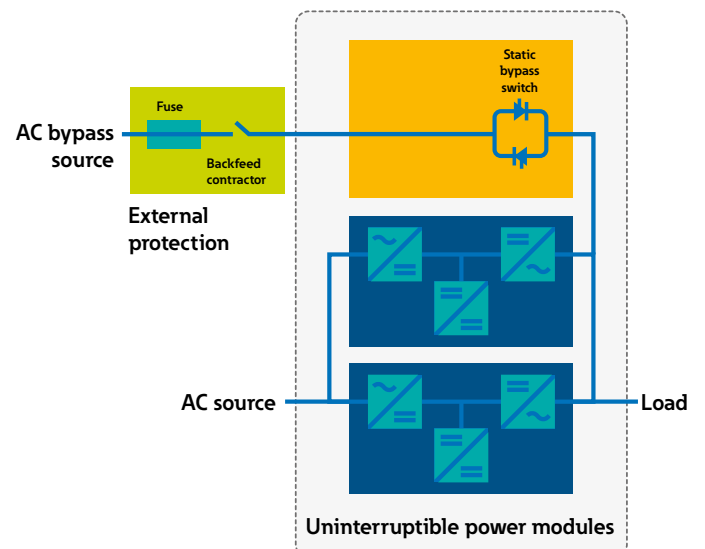 Static
bypass
switch
Fuse
AC bypass
source
Backfeed
contractor
External
protection
AC source
Load
Uninterruptible power modules